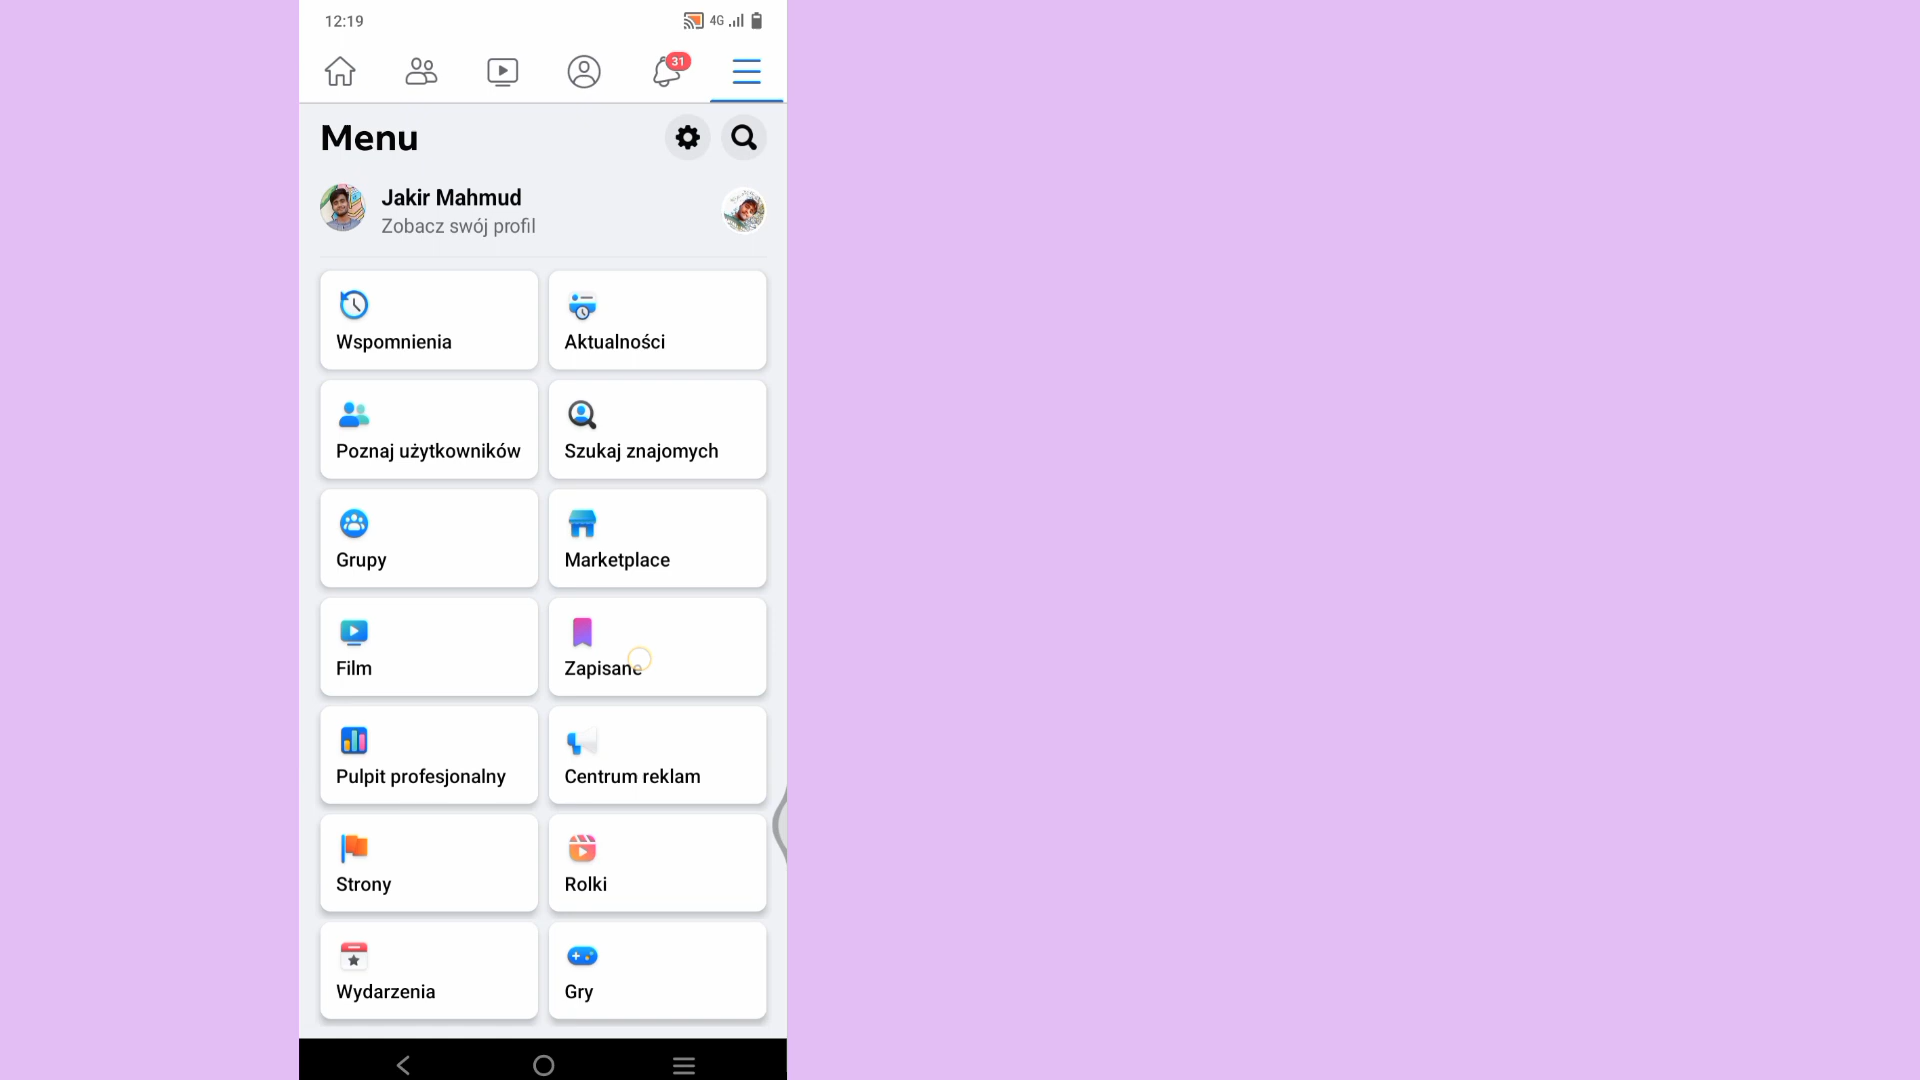 12:19
4G
31
Menu
Jakir Mahmud
Zobacz swój profil
Wspomnienia
Aktualności
Poznaj użytkowników
Szukaj znajomych
Grupy
Marketplace
Film
Zapisane
Pulpit profesjonalny
Centrum reklam
Strony
Rolki
Wydarzenia
Gry